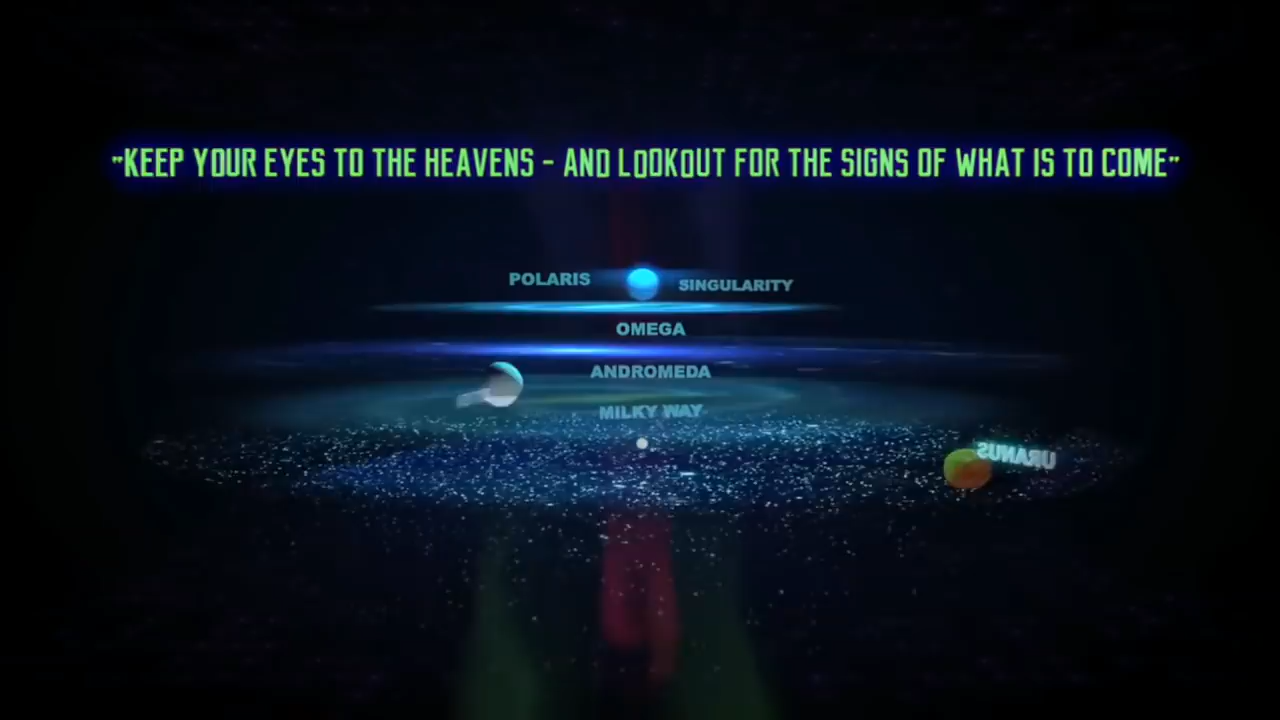 "KEEP YOUR EYES TO THE HEAVENS - AND LOOKOUT FOR THE SIGNS OF WHAT IS TO COME"
POLARIS
SINGULARITY
OMEGA
ANDROMEDA
MILKY WAY
URANUS